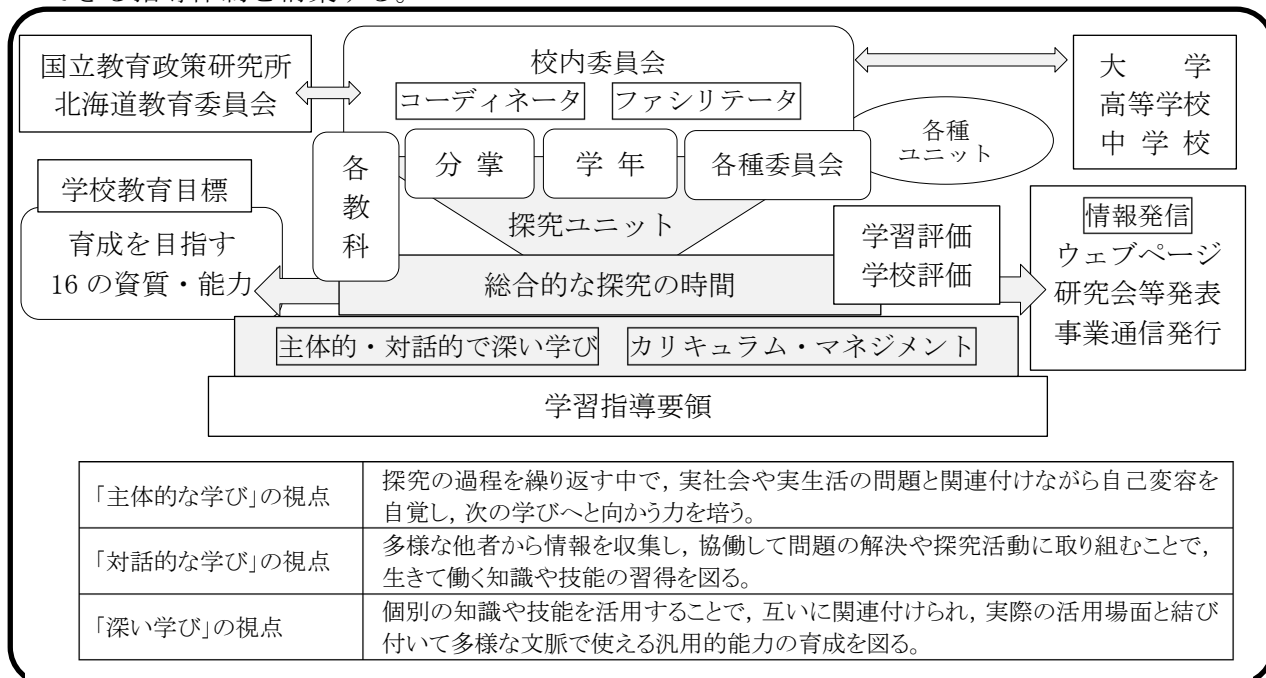 国立教育政策研究所
北海道教育委員会
校内委員会
コーディネータ ファシリテータ
大 学
高等学校
中 学 校
各種
ユニット
各教科
分 掌
学 年
各種委員会
学校教育目標
育成を目指す
16 の資質・能力
探究ユニット
総合的な探究の時間
学習評価
学校評価
情報発信
ウェブページ
研究会等発表
事業通信発行
主体的・対話的で深い学び カリキュラム・マネジメント
学習指導要領
「主体的な学び」の視点
探究の過程を繰り返す中で，実社会や実生活の問題と関連付けながら自己変容を
自覚し，次の学びへと向かう力を培う。
「対話的な学び」の視点
多様な他者から情報を収集し，協働して問題の解決や探究活動に取り組むことで，
生きて働く知識や技能の習得を図る。
「深い学び」の視点
個別の知識や技能を活用することで，互いに関連付けられ，実際の活用場面と結び
付いて多様な文脈で使える汎用的能力の育成を図る。